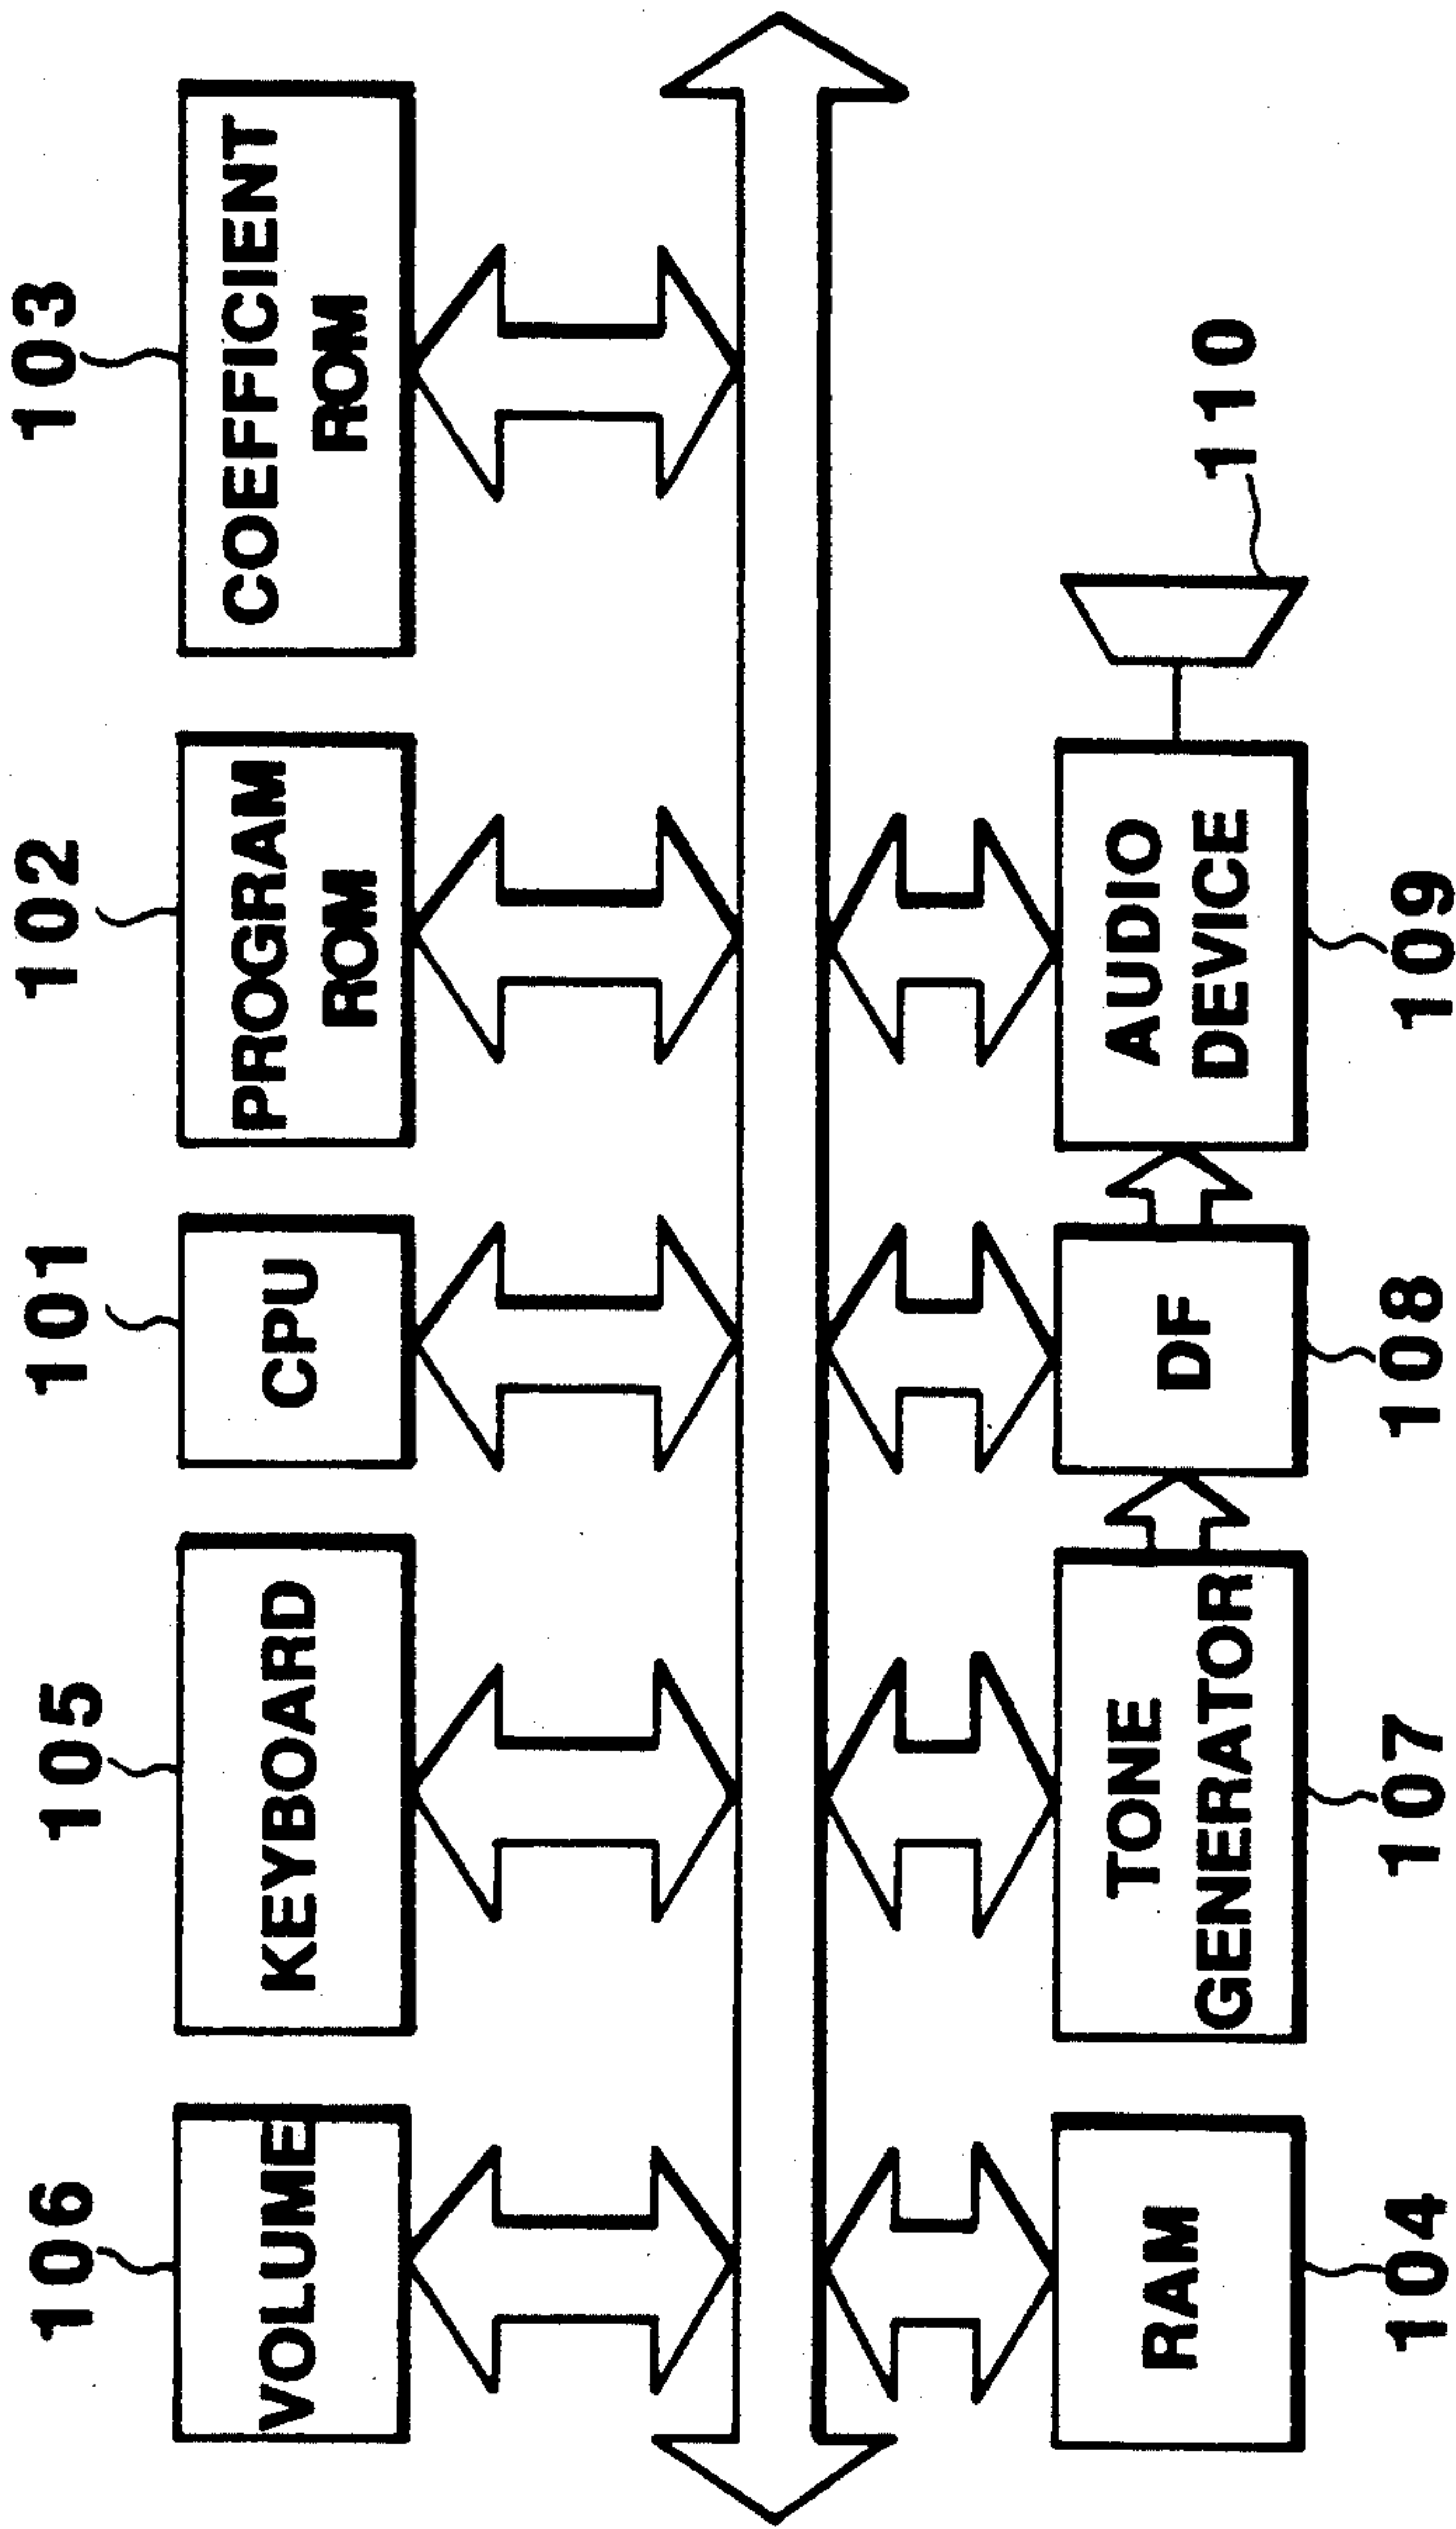 106
105
101
102
103
VOLUME
KEYBOARD
CPU
PROGRAM
ROM
COEFFICIENT
ROM
RAM
TONE
GENERATOR
DF
AUDIO
DEVICE
110
104
107
108
109